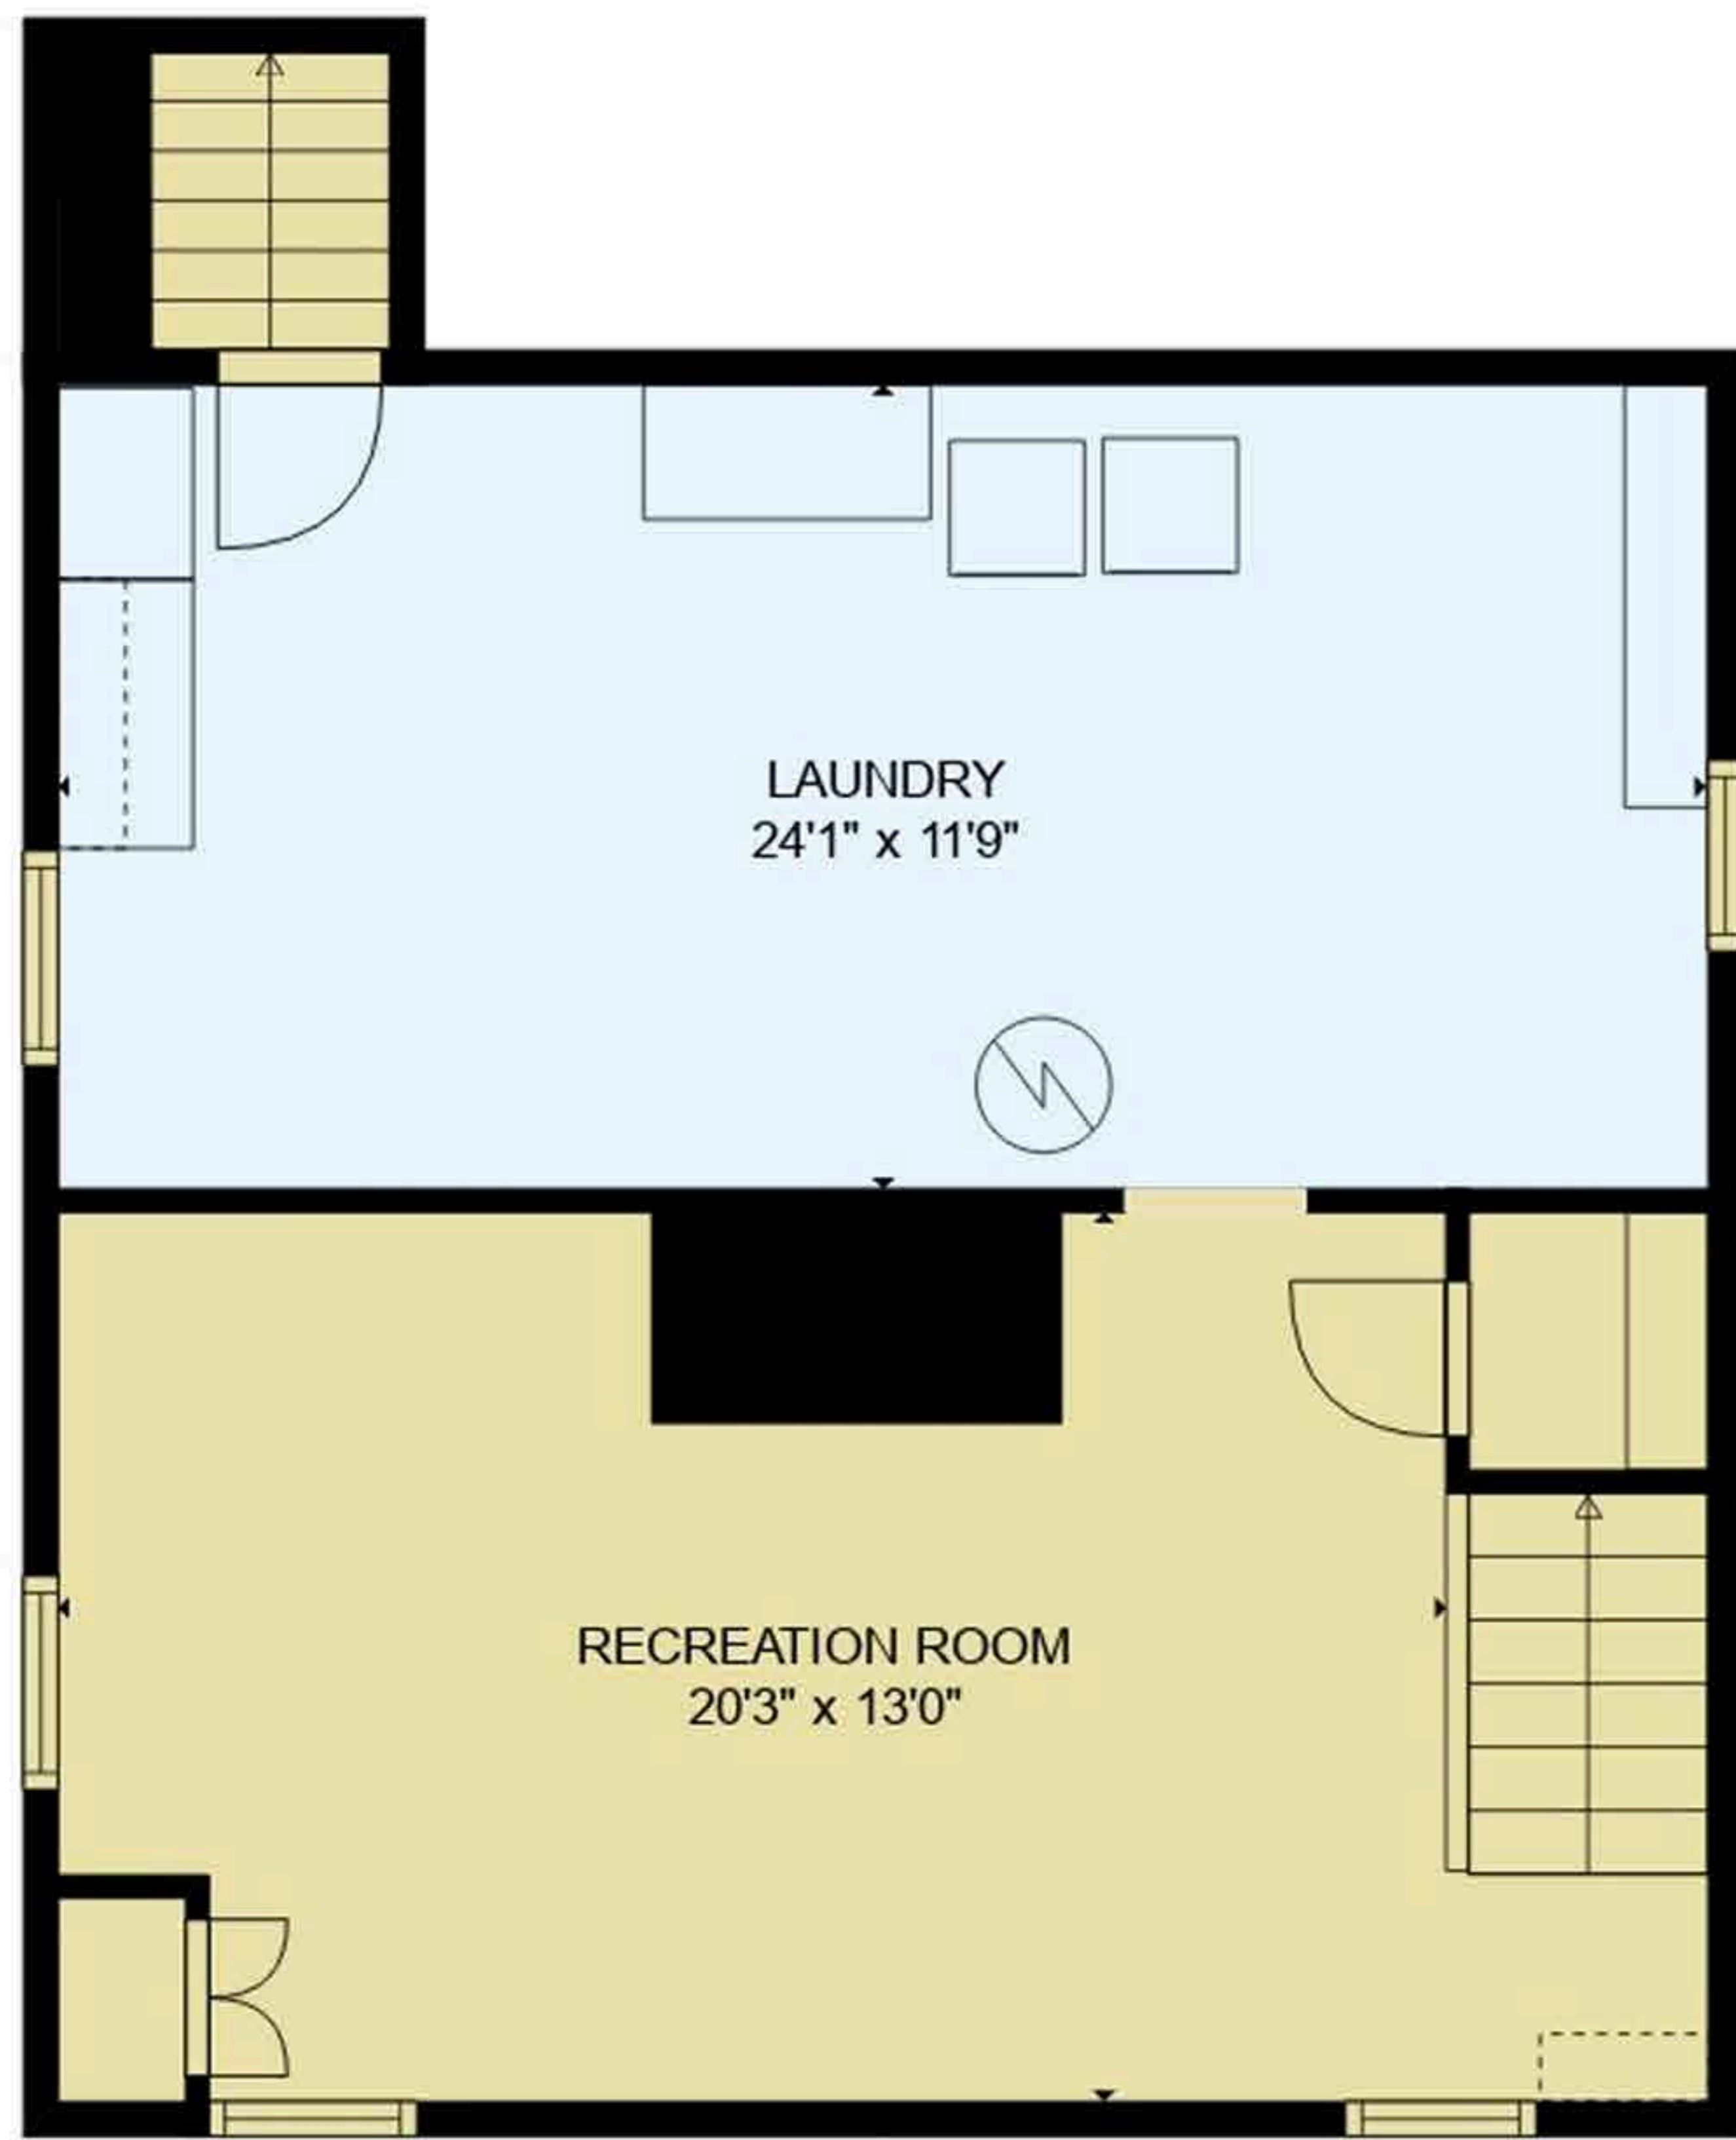 LAUNDRY
24'1" x 11'9"
RECREATION ROOM
20'3" x 13'0"